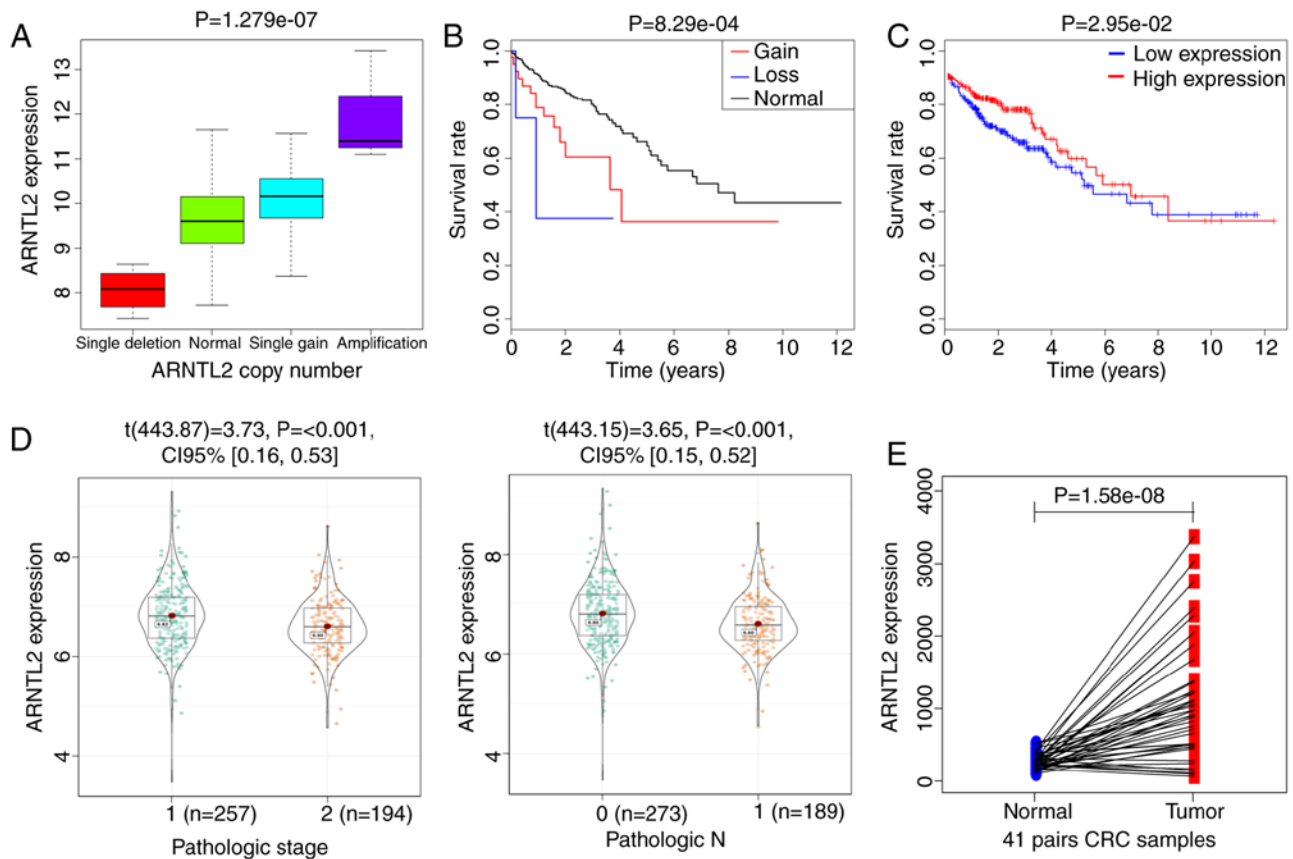 A
P=1.279e-07
ARNTL2 expression
13
12
11
10
9
8
Single deletion
Normal
Single gain
Amplification
ARNTL2 copy number
B
P=8.29e-04
Gain
Loss
Normal
Survival rate
1.0
0.8
0.6
0.4
0.2
0.0
0
2
4
6
8
10
12
Time (years)
C
P=2.95e-02
Low expression
High expression
Survival rate
1.0
0.8
0.6
0.4
0.2
0.0
0
2
4
6
8
10
12
Time (years)
D
t(443.87)=3.73, P=<0.001,
CI95% [0.16, 0.53]
ARNTL2 expression
8
6
4
1 (n=257)
2 (n=194)
Pathologic stage
t(443.15)=3.65, P=<0.001,
CI95% [0.15, 0.52]
ARNTL2 expression
8
6
4
0 (n=273)
1 (n=189)
Pathologic N
E
P=1.58e-08
ARNTL2 expression
4000
3000
2000
1000
0
Normal
Tumor
41 pairs CRC samples